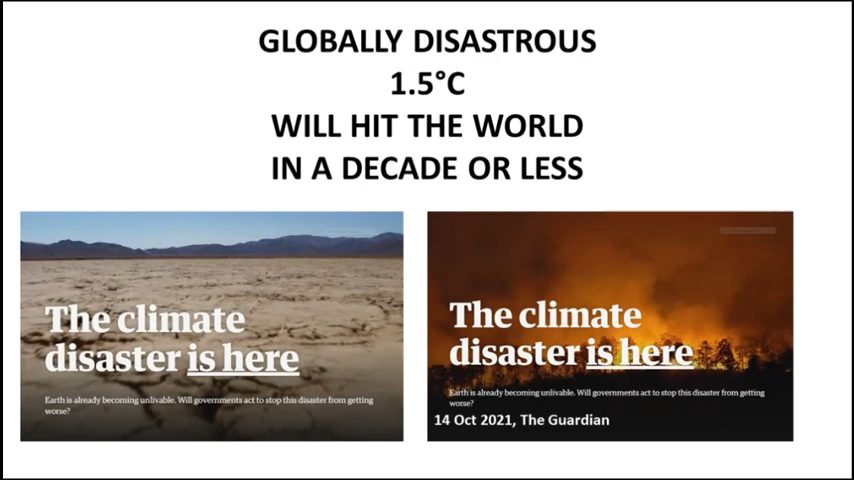 GLOBALLY DISASTROUS
1.5°C
WILL HIT THE WORLD
IN A DECADE OR LESS
The climate
disaster is here
Earth is already becoming unlivable. Will governments act to stop this disaster from getting
worse?
The climate
disaster is here
Earth is already becoming unlivable. Will governments act to stop this disaster from getting
worse?
14 Oct 2021, The Guardian